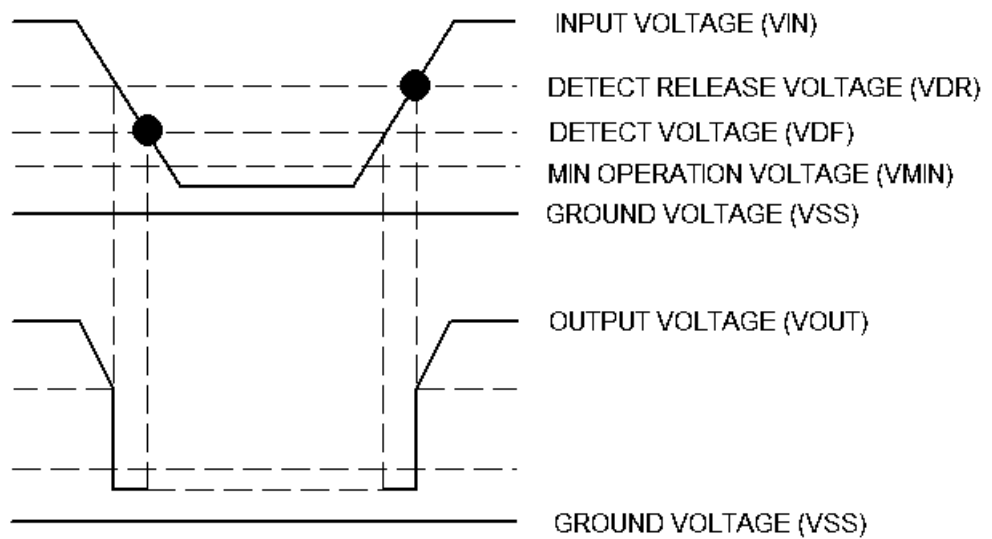 INPUT VOLTAGE (VIN)
DETECT RELEASE VOLTAGE (VDR)
DETECT VOLTAGE (VDF)
MIN OPERATION VOLTAGE (VMIN)
GROUND VOLTAGE (VSS)
OUTPUT VOLTAGE (VOUT)
GROUND VOLTAGE (VSS)